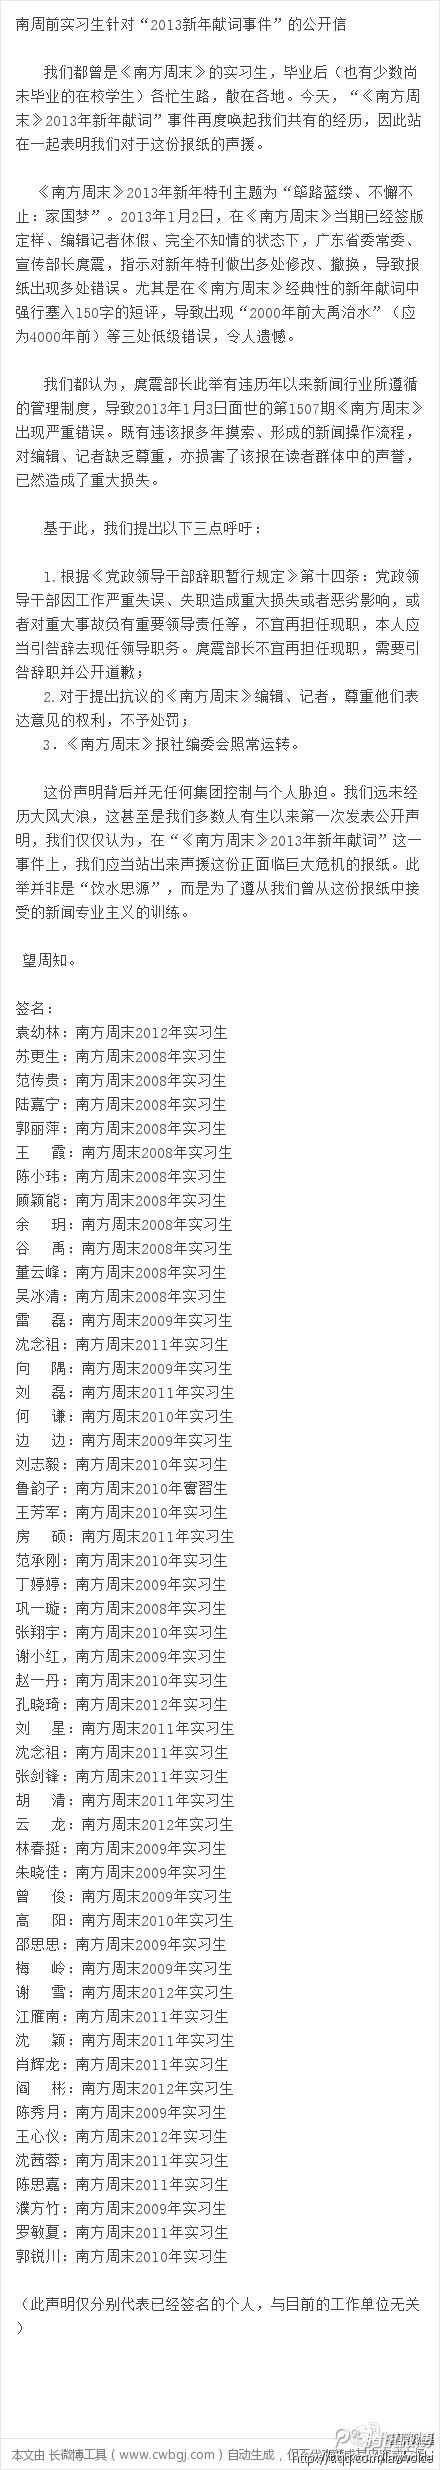 南周前实习生针对“2013新年献词事件”的公开信
我们都曾是《南方周末》的实习生，毕业后（也有少数尚
未毕业的在校学生）各忙生路，散在各地。今天，“《南方周
末》2013年新年献词”事件再度唤起我们共有的经历，因此站
在一起表明我们对于这份报纸的声援。
《南方周末》2013年新年特刊主题为“筚路蓝缕、不懈不
止：家国梦”。2013年1月2日，在《南方周末》当期已经签版
定样、编辑记者休假、完全不知情的状态下，广东省委常委、
宣传部长庹震，指示对新年特刊做出多处修改、撤换，导致报
纸出现多处错误。尤其是在《南方周末》经典性的新年献词中
强行塞入150字的短评，导致出现“2000年前大禹治水”（应
为4000年前）等三处低级错误，令人遗憾。
我们都认为，庹震部长此举有违历年以来新闻行业所遵循
的管理制度，导致2013年1月3日面世的第1507期《南方周末》
出现严重错误。既有违该报多年摸索、形成的新闻操作流程，
对编辑、记者缺乏尊重，亦损害了该报在读者群体中的声誉，
已然造成了重大损失。
基于此，我们提出以下三点呼吁：
1.根据《党政领导干部辞职暂行规定》第十四条：党政领
导干部因工作严重失误、失职造成重大损失或者恶劣影响，或
者对重大事故负有重要领导责任等，不宜再担任现职，本人应
当引咎辞去现任领导职务。庹震部长不宜再担任现职，需要引
咎辞职并公开道歉；
2.对于提出抗议的《南方周末》编辑、记者，尊重他们表
达意见的权利，不予处罚；
3．《南方周末》报社编委会照常运转。
这份声明背后并无任何集团控制与个人胁迫。我们远未经
历大风大浪，这甚至是我们多数人有生以来第一次发表公开声
明，我们仅仅认为，在“《南方周末》2013年新年献词”这一
事件上，我们应当站出来声援这份正面临巨大危机的报纸。此
举并非是“饮水思源”，而是为了遵从我们曾从这份报纸中接
受的新闻专业主义的训练。
望周知。
签名：
袁幼林：南方周末2012年实习生
苏更生：南方周末2008年实习生
范传贵：南方周末2008年实习生
陆嘉宁：南方周末2008年实习生
郭丽萍：南方周末2008年实习生
王　霞：南方周末2008年实习生
陈小玮：南方周末2008年实习生
顾颖能：南方周末2008年实习生
余　玥：南方周末2008年实习生
谷　禹：南方周末2008年实习生
董云峰：南方周末2008年实习生
吴冰清：南方周末2008年实习生
雷　磊：南方周末2009年实习生
沈念祖：南方周末2011年实习生
向　隅：南方周末2009年实习生
刘　磊：南方周末2011年实习生
何　谦：南方周末2010年实习生
边　边：南方周末2009年实习生
刘志毅：南方周末2010年实习生
鲁韵子：南方周末2010年實習生
王芳军：南方周末2010年实习生
房　硕：南方周末2011年实习生
范承刚：南方周末2010年实习生
丁婷婷：南方周末2009年实习生
巩一璇：南方周末2008年实习生
张翔宇：南方周末2010年实习生
谢小红，南方周末2009年实习生
赵一丹：南方周末2010年实习生
孔晓琦：南方周末2012年实习生
刘　星：南方周末2011年实习生
沈念祖：南方周末2011年实习生
张剑锋：南方周末2011年实习生
胡　清：南方周末2011年实习生
云　龙：南方周末2012年实习生
林春挺：南方周末2009年实习生
朱晓佳：南方周末2009年实习生
曾　俊：南方周末2009年实习生
高　阳：南方周末2010年实习生
邵思思：南方周末2009年实习生
梅　岭：南方周末2009年实习生
谢　雪：南方周末2012年实习生
江雁南：南方周末2011年实习生
沈　颖：南方周末2011年实习生
肖辉龙：南方周末2011年实习生
阎　彬：南方周末2012年实习生
陈秀月：南方周末2009年实习生
王心仪：南方周末2012年实习生
沈茜蓉：南方周末2011年实习生
陈思嘉：南方周末2011年实习生
濮方竹：南方周末2009年实习生
罗敏夏：南方周末2011年实习生
郭锐川：南方周末2010年实习生
（此声明仅分别代表已经签名的个人，与目前的工作单位无关
）
本文由 长微博工具（www.cwbgj.com）自动生成，但不代表
http://t.qq.com/lawvoice